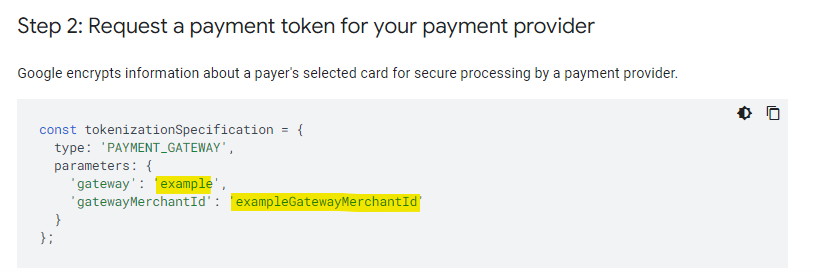 Step 2: Request a payment token for your payment provider
Google encrypts information about a payer's selected card for secure processing by a payment provider.
const tokenizationSpecification = {
  type: 'PAYMENT_GATEWAY',
  parameters: {
    'gateway': 'example',
    'gatewayMerchantId': 'exampleGatewayMerchantId'
  }
};